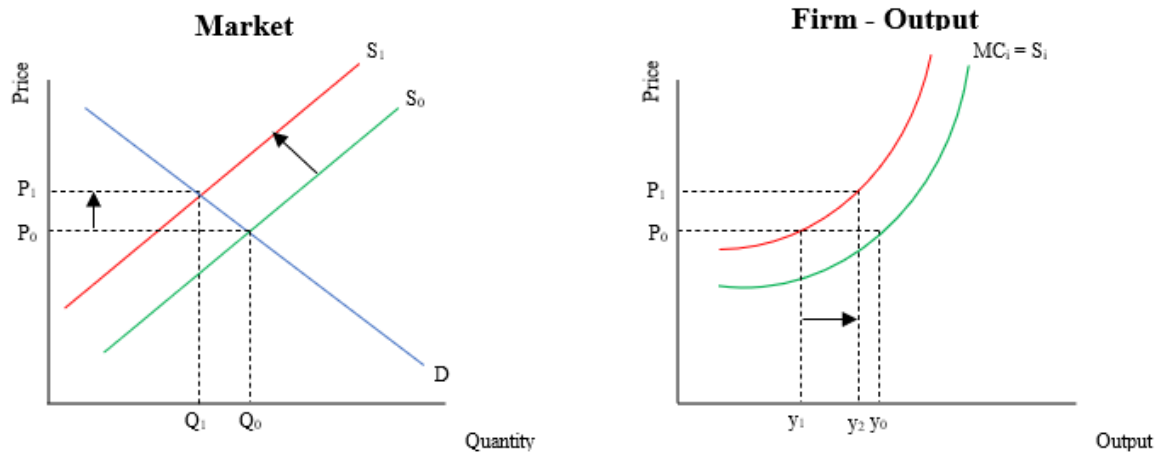 Market
Price
S₁
S₀
P₁
P₀
D
Q₁ Q₀
Quantity
Firm - Output
Price
MCᵢ = Sᵢ
P₁
P₀
y₁ y₂ y₀
Output